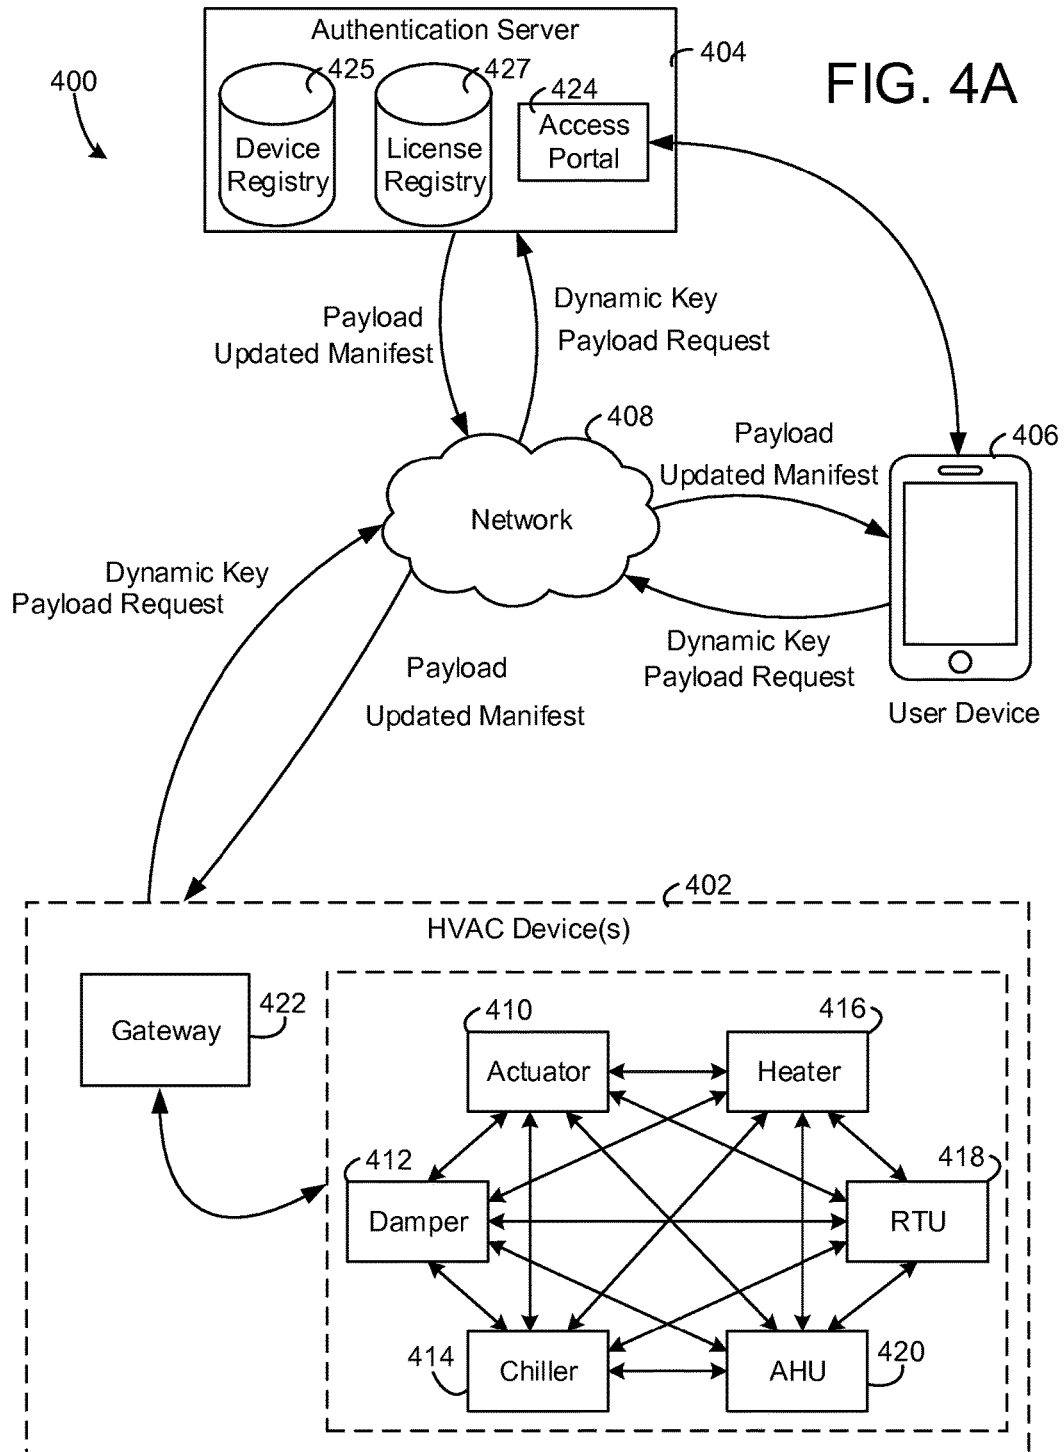 Authentication Server
404
FIG. 4A
400
425
427
424
Device
Registry
License
Registry
Access
Portal
Payload
Updated Manifest
Dynamic Key
Payload Request
408
Network
Payload
Updated Manifest
406
Dynamic Key
Payload Request
Payload
Updated Manifest
Dynamic Key
Payload Request
User Device
402
HVAC Device(s)
Gateway
422
410
Actuator
416
Heater
412
Damper
418
RTU
414
Chiller
AHU
420